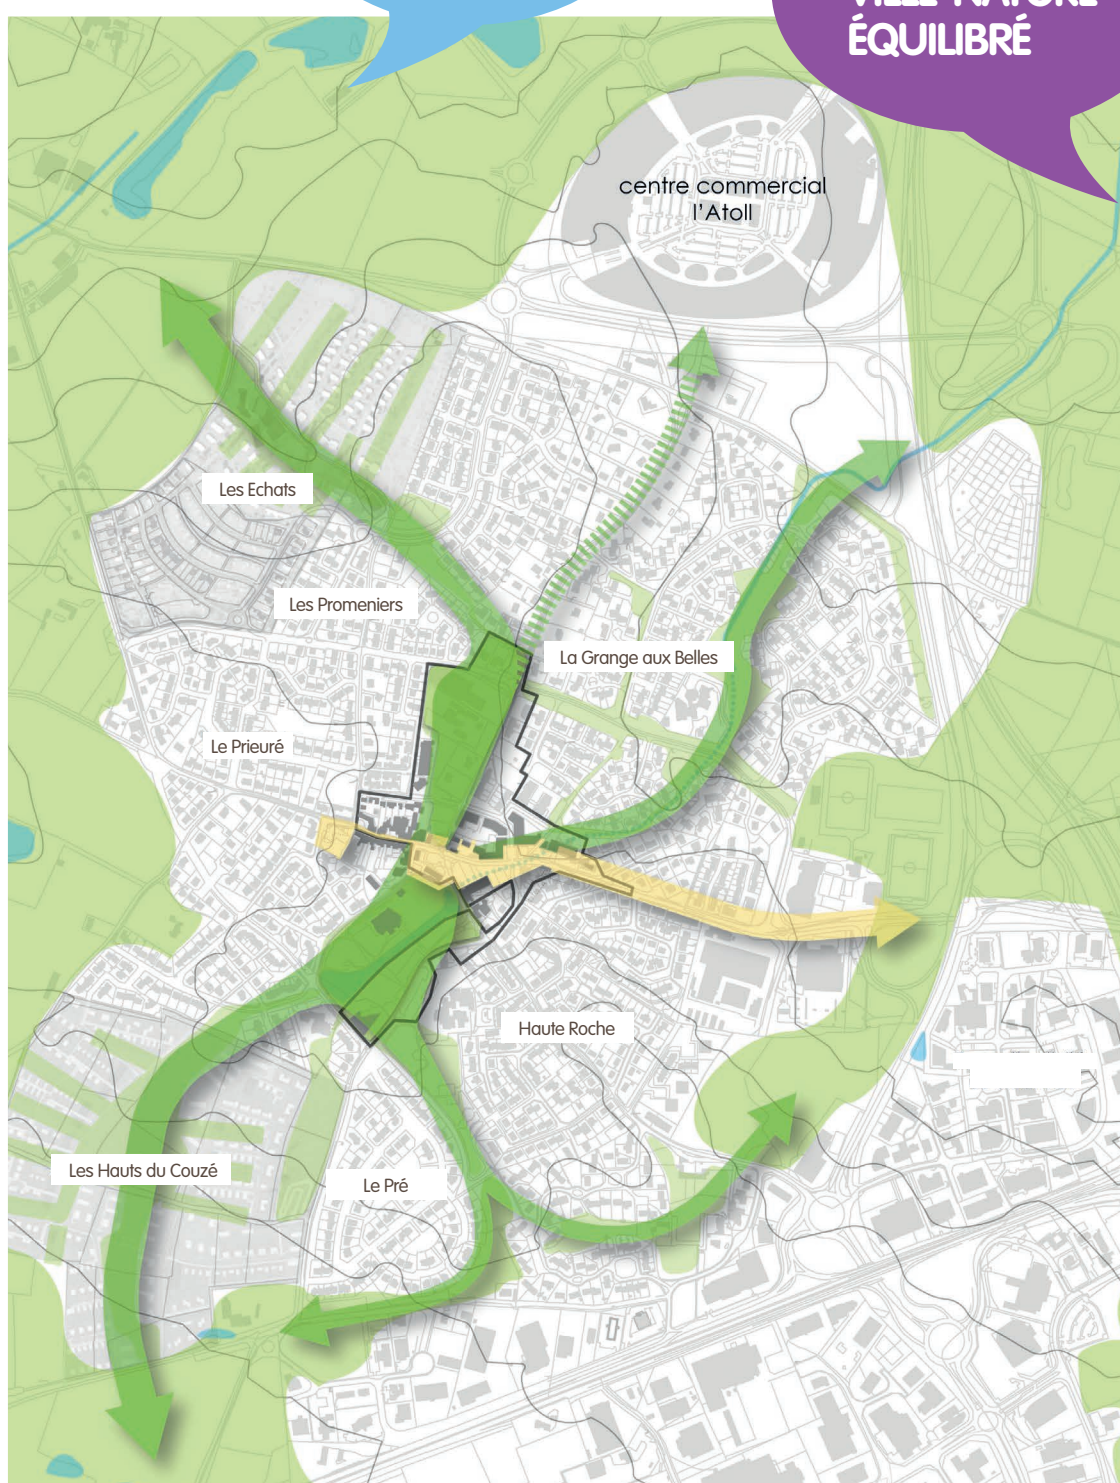 ÉQUILIBRÉ
centre commercial
l'Atoll
Les Echats
Les Promeniers
La Grange aux Belles
Le Prieuré
Haute Roche
Les Hauts du Couzé
Le Pré